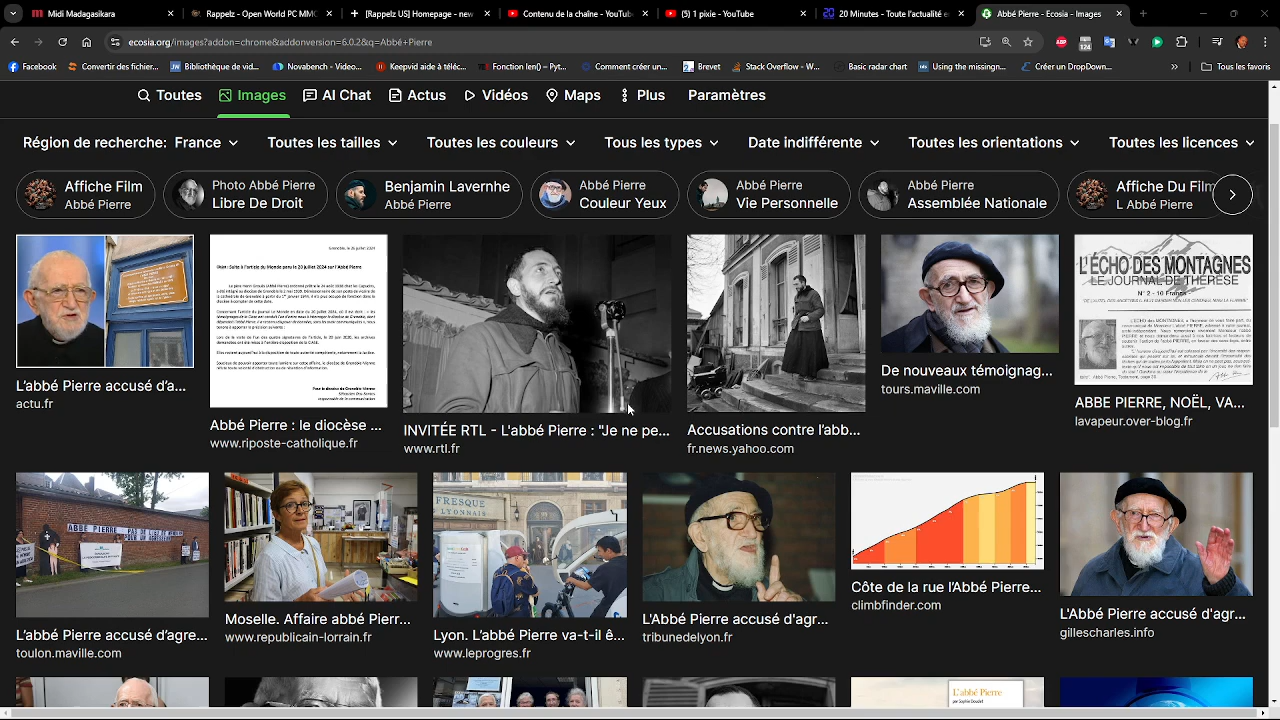 Midi Madagasikara
Rappelz - Open World PC MMO
[Rappelz US] Homepage - new
Contenu de la chaîne - YouTube
(5) 1 pixie - YouTube
20 Minutes - Toute l'actualité e
Abbé Pierre - Ecosia - Images
ecosia.org/images?addon=chrome&addonversion=6.0.2&q=Abbé+Pierre
124
Facebook
Convertir des fichier...
Bibliothèque de vid...
Novabench - Video...
Keepvid aide à téléc...
Fonction len() – Pyt...
Comment créer un...
Brevet
Stack Overflow - W...
Basic radar chart
Using the missingn...
Créer un DropDown...
Tous les favoris
Toutes
Images
AI Chat
Actus
Vidéos
Maps
Plus
Paramètres
Région de recherche: France
Toutes les tailles
Toutes les couleurs
Tous les types
Date indifférente
Toutes les orientations
Toutes les licences
Affiche Film
Abbé Pierre
Photo Abbé Pierre
Libre De Droit
Benjamin Lavernhe
Abbé Pierre
Abbé Pierre
Couleur Yeux
Abbé Pierre
Vie Personnelle
Abbé Pierre
Assemblée Nationale
Affiche Du Film
L Abbé Pierre
L'ÉCHO DES MONTAGNES
LE JOURNAL DE THÉRÈSE
L'abbé Pierre accusé d'a...
actu.fr
Abbé Pierre : le diocèse ...
www.riposte-catholique.fr
INVITÉE RTL - L'abbé Pierre : "Je ne pe...
www.rtl.fr
Accusations contre l'abb...
fr.news.yahoo.com
De nouveaux témoignag...
tours.maville.com
ABBE PIERRE, NOËL, VA...
lavapeur.over-blog.fr
ABBE PIERRE
FRESQUE
LYONNAIS
L'abbé Pierre accusé d'agre...
toulon.maville.com
Moselle. Affaire abbé Pierr...
www.republicain-lorrain.fr
Lyon. L'abbé Pierre va-t-il ê...
www.leprogres.fr
L'Abbé Pierre accusé d'agr...
tribunedelyon.fr
Côte de la rue l'Abbé Pierre...
climbfinder.com
L'Abbé Pierre accusé d'agr...
gillescharles.info
L'abbé Pierre
par Sophie Doudet